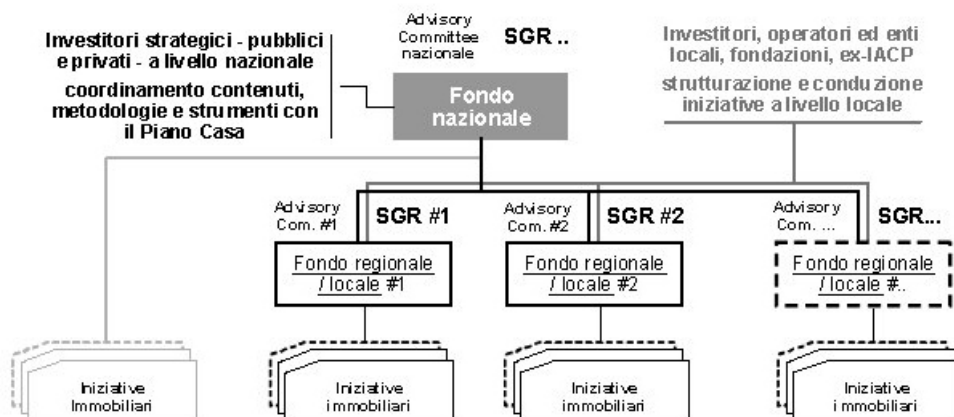 Investitori strategici - pubblici
e privati - a livello nazionale
coordinamento contenuti,
metodologie e strumenti con
il Piano Casa
Advisory
Committee
nazionale
SGR ..
Fondo
nazionale
Investitori, operatori ed enti
locali, fondazioni, ex-IACP
strutturazione e conduzione
iniziative a livello locale
Advisory
Com. #1
SGR #1
Fondo regionale
/ locale #1
Advisory
Com. #2
SGR #2
Fondo regionale
/ locale #2
Advisory
Com. ...
SGR...
Fondo regionale
/ locale #..
Iniziative
Immobiliari
Iniziative
immobiliari
Iniziative
immobiliari
Iniziative
immobiliari